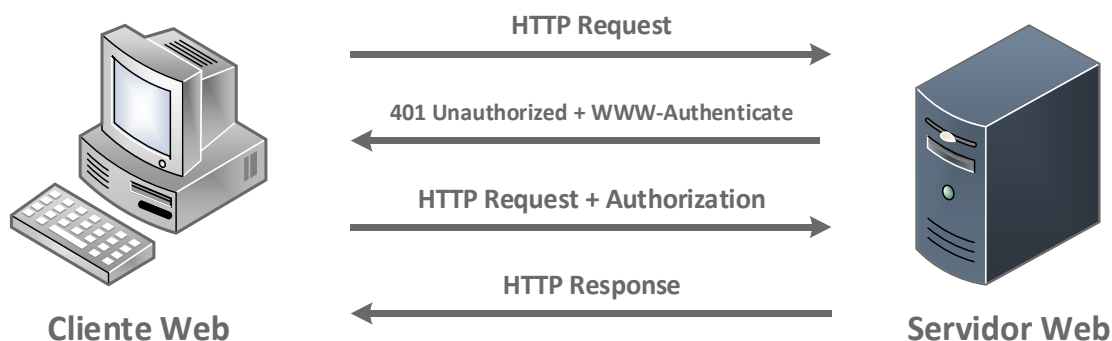 HTTP Request
401 Unauthorized + WWW-Authenticate
HTTP Request + Authorization
HTTP Response
Cliente Web
Servidor Web